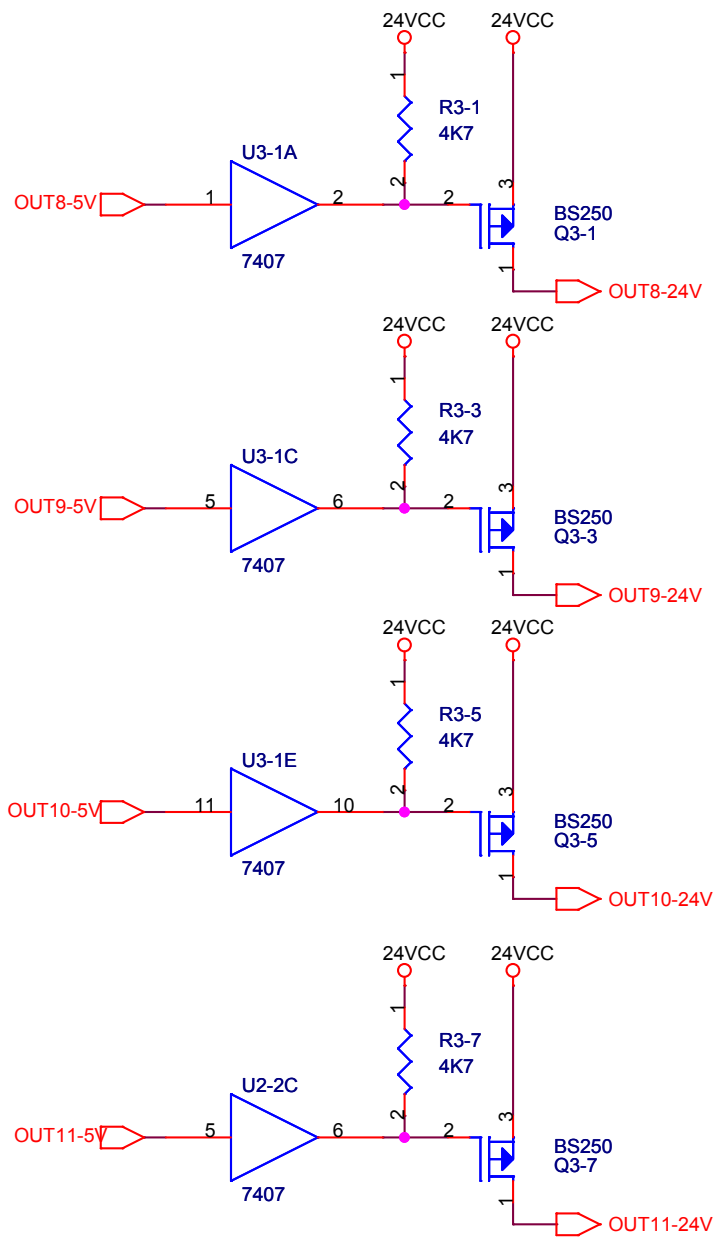 24VCC 24VCC
1
R3-1
4K7
U3-1A
2
3
OUT8-5V 1 2 2
BS250
Q3-1
7407
1
OUT8-24V
24VCC 24VCC
1
R3-3
4K7
U3-1C
2
3
OUT9-5V 5 6 2
BS250
Q3-3
7407
1
OUT9-24V
24VCC 24VCC
1
R3-5
4K7
U3-1E
2
3
OUT10-5V 11 10 2
BS250
Q3-5
7407
1
OUT10-24V
24VCC 24VCC
1
R3-7
4K7
U2-2C
2
3
OUT11-5V 5 6 2
BS250
Q3-7
7407
1
OUT11-24V